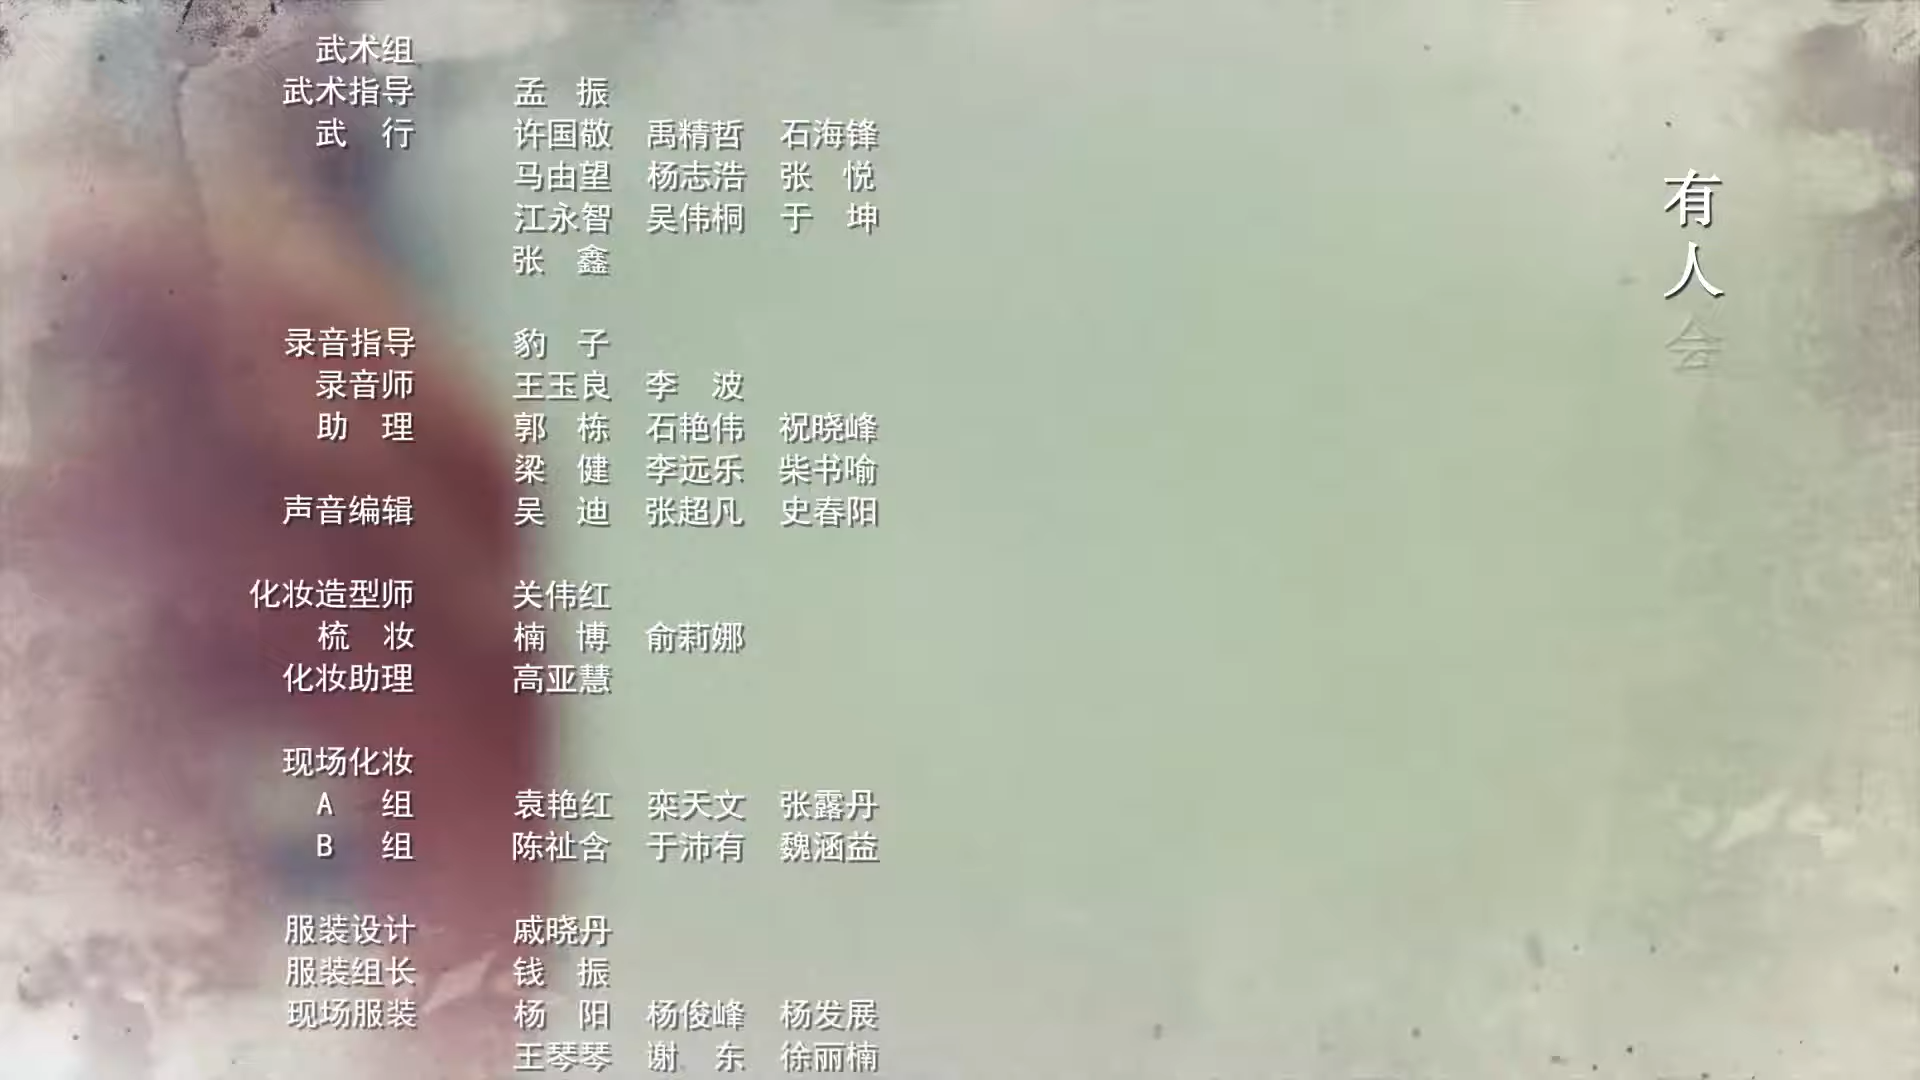 武术组
武术指导 孟 振
武 行 许国敬 禹精哲 石海锋
马由望 杨志浩 张 悦
江永智 吴伟桐 于 坤
张 鑫
录音指导 豹 子
录音师 王玉良 李 波
助 理 郭 栋 石艳伟 祝晓峰
梁 健 李远乐 柴书喻
声音编辑 吴 迪 张超凡 史春阳
化妆造型师 关伟红
梳 妆 楠 博 俞莉娜
化妆助理 高亚慧
现场化妆
A 组 袁艳红 栾天文 张露丹
B 组 陈祉含 于沛有 魏涵益
服装设计 戚晓丹
服装组长 钱 振
现场服装 杨 阳 杨俊峰 杨发展
王琴琴 谢 东 徐丽楠
有人会